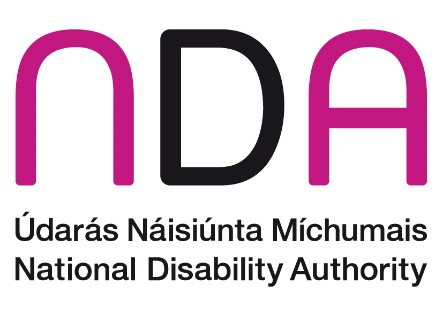 NDA
Údarás Náisiúnta Míchumais
National Disability Authority